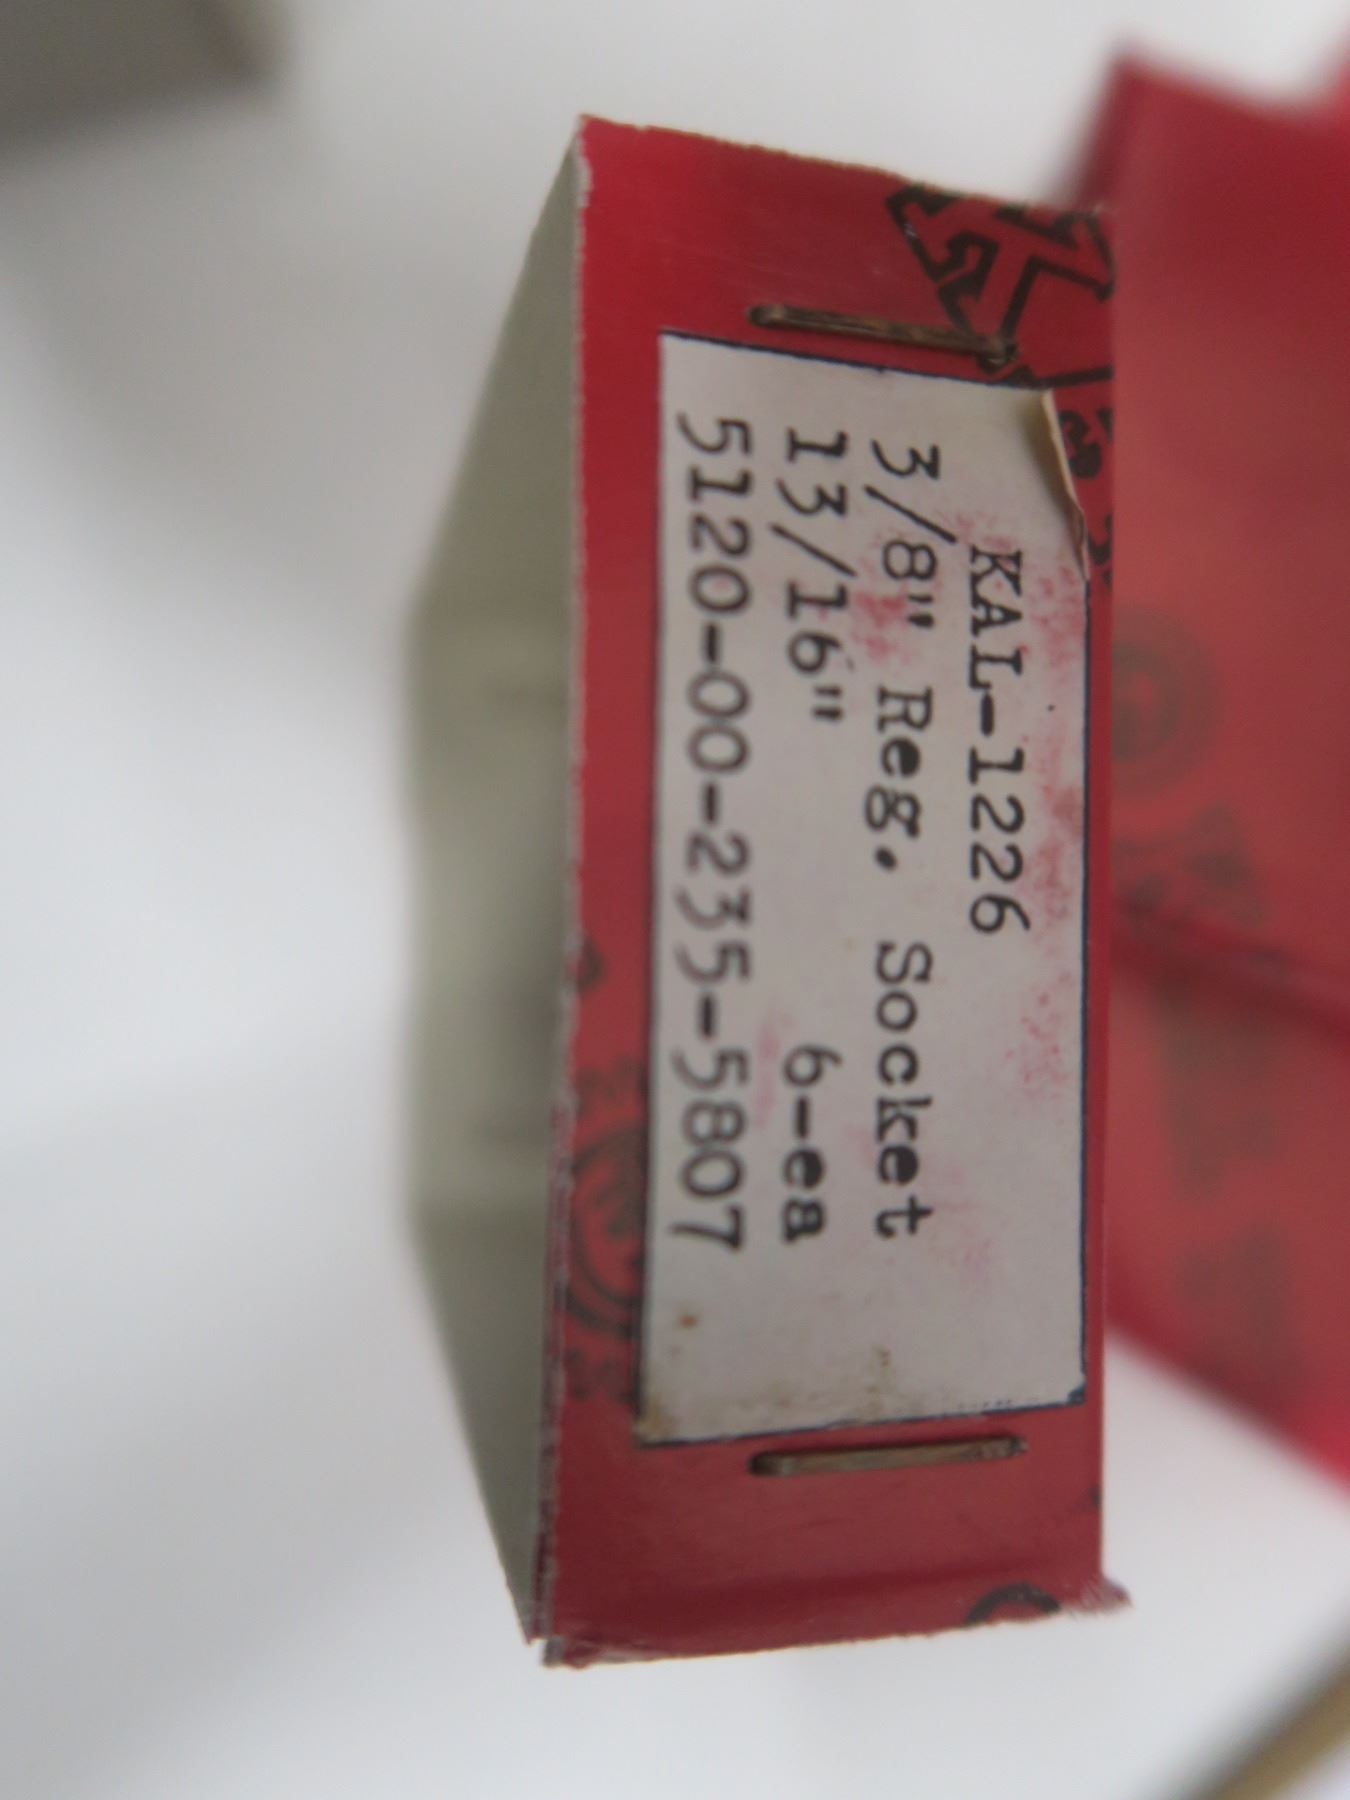 KAL-1226
3/8" Reg. Socket
13/16" 6-ea
5120-00-235-5807